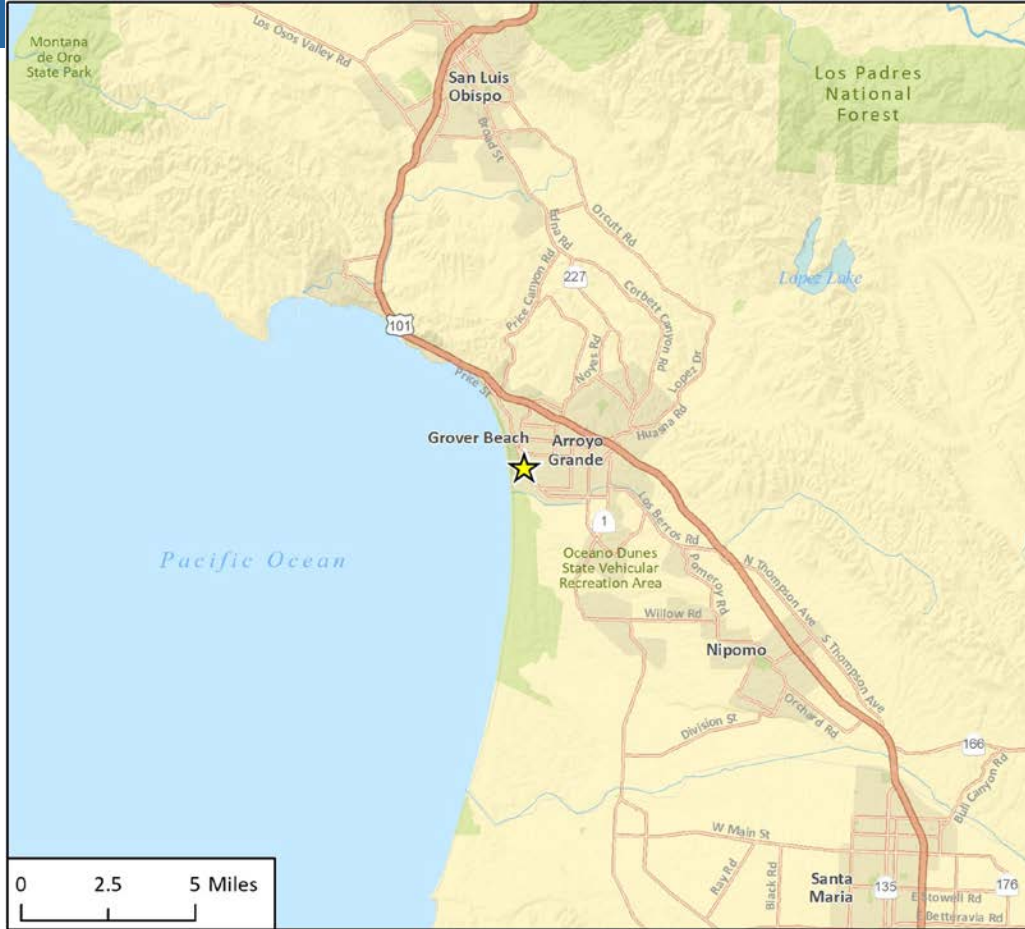 Los Osos Valley Rd
Montana
de Oro
State Park
San Luis
Obispo
Los Padres
National
Forest
Broad St
Edna Rd
Orcutt Rd
Price Canyon Rd
227
Lopez Lake
Corbett Canyon Rd
101
Noyes Rd
Lopez Dr
Price St
Huasna Rd
Grover Beach
Arroyo
Grande
1
Los Berros Rd
Pacific Ocean
Oceano Dunes
State Vehicular
Recreation Area
Pomeroy Rd
N Thompson Ave
Willow Rd
S Thompson Ave
Nipomo
Orchard Rd
Division St
166
Bull Canyon Rd
W Main St
Ray Rd
Black Rd
Santa
Maria
135
176
E Stowell Rd
E Betteravia Rd
0 2.5 5 Miles